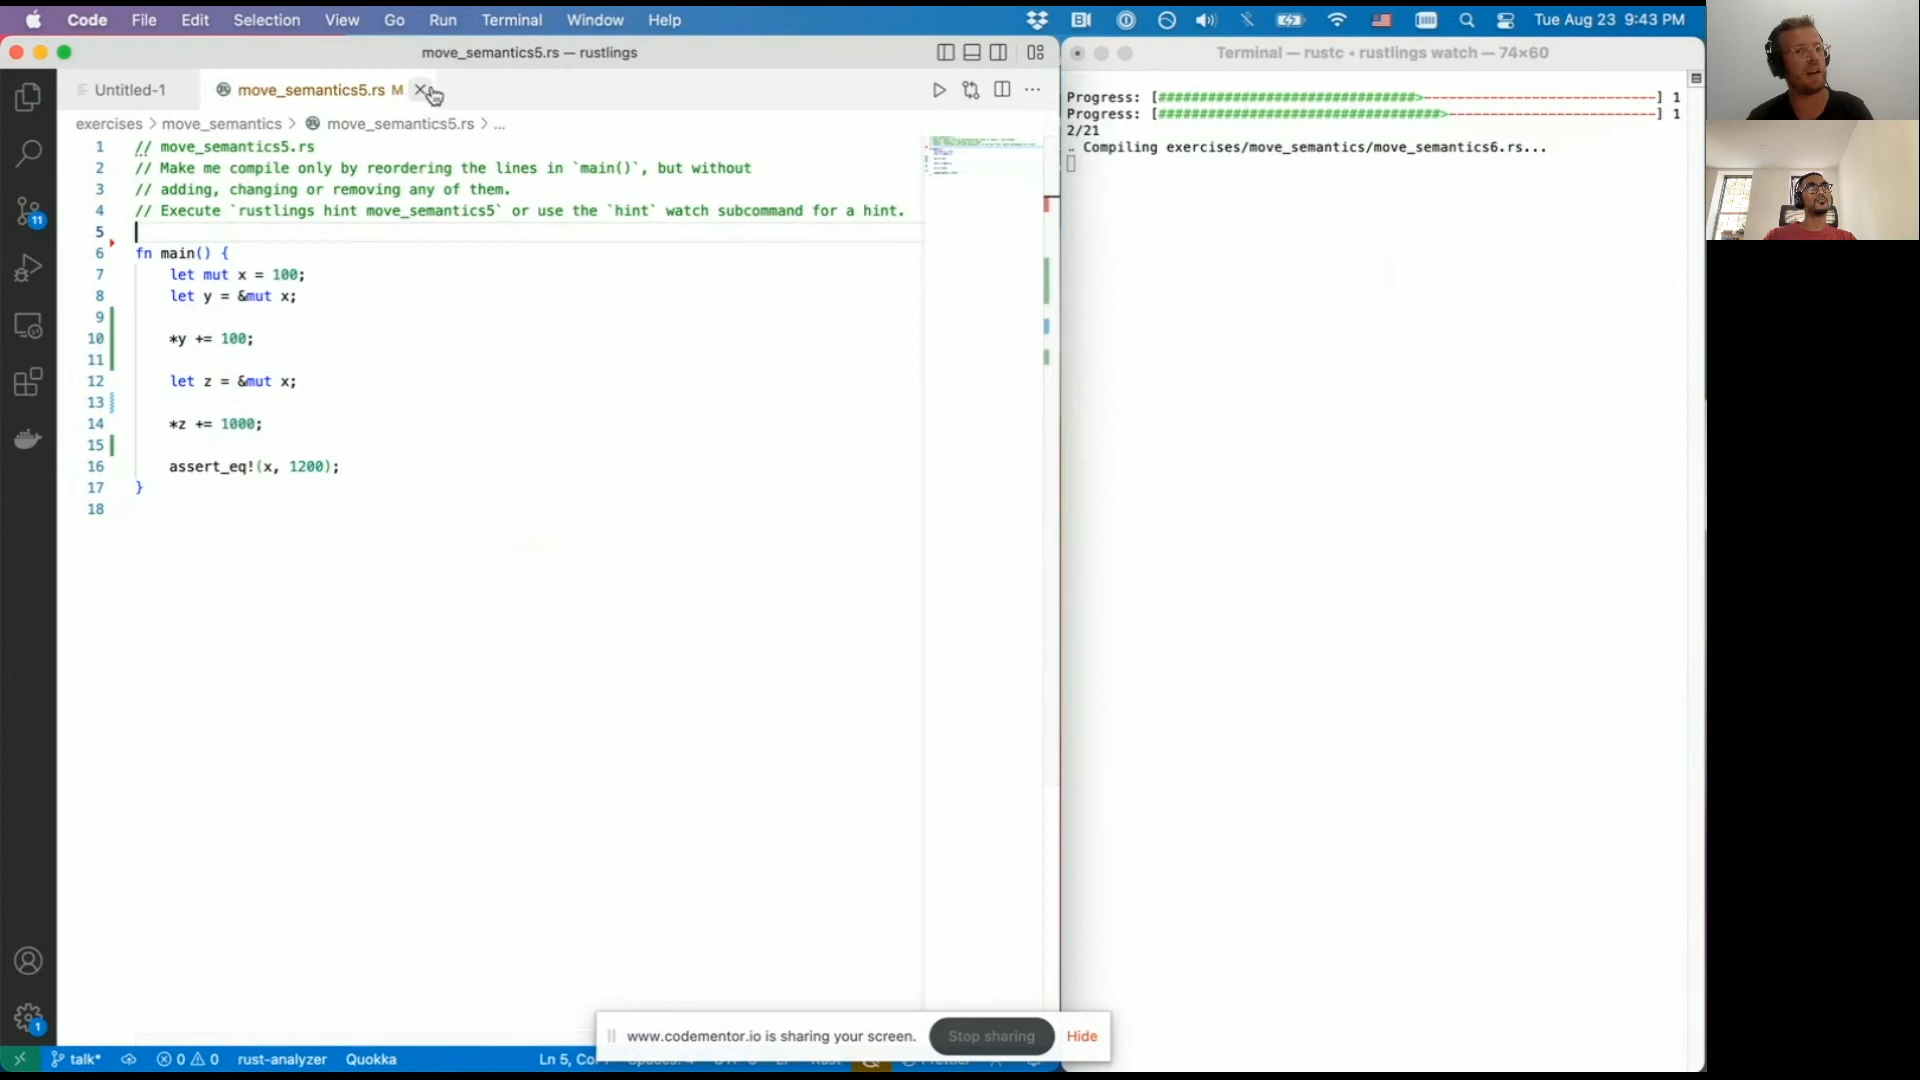 Code File Edit Selection View Go Run Terminal Window Help
Tue Aug 23 9:43 PM
move_semantics5.rs — rustlings
Terminal — rustc ◂ rustlings watch — 74×60
Untitled-1
move_semantics5.rs M
exercises > move_semantics > move_semantics5.rs > ...
1 // move_semantics5.rs
2 // Make me compile only by reordering the lines in `main()`, but without
3 // adding, changing or removing any of them.
4 // Execute `rustlings hint move_semantics5` or use the `hint` watch subcommand for a hint.
5
6 fn main() {
7 let mut x = 100;
8 let y = &mut x;
9
10 *y += 100;
11
12 let z = &mut x;
13
14 *z += 1000;
15
16 assert_eq!(x, 1200);
17 }
18
Progress: [###############################>----------------------------] 1
Progress: [##################################>-------------------------] 1
2/21
Compiling exercises/move_semantics/move_semantics6.rs...
11
1
www.codementor.io is sharing your screen. Stop sharing Hide
talk* 0 0 rust-analyzer Quokka Ln 5,